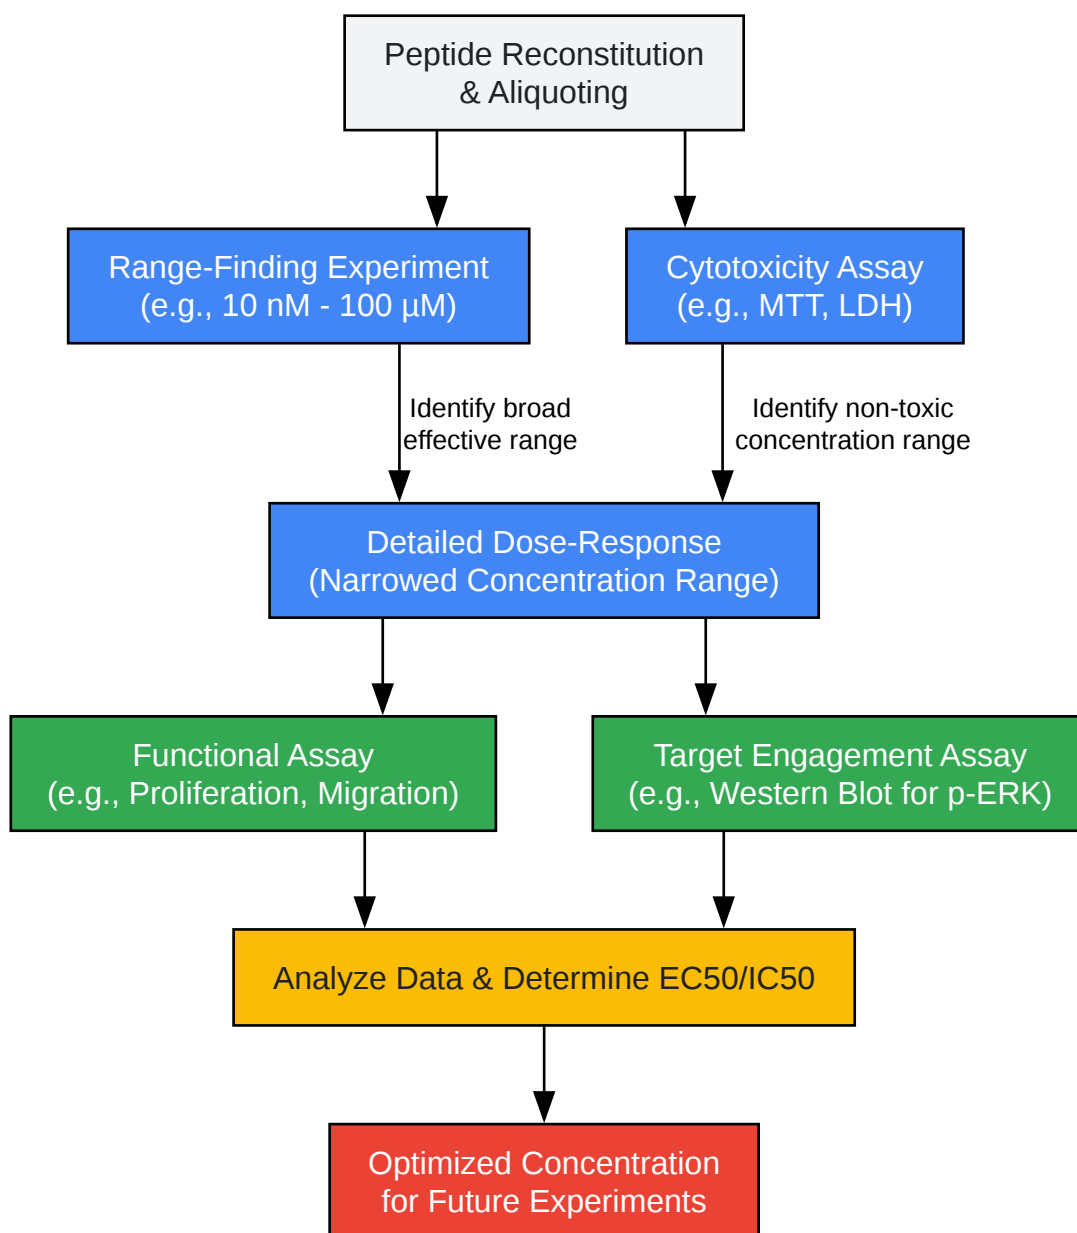 Peptide Reconstitution
& Aliquoting
Range-Finding Experiment
(e.g., 10 nM - 100 µM)
Cytotoxicity Assay
(e.g., MTT, LDH)
Identify broad
effective range
Identify non-toxic
concentration range
Detailed Dose-Response
(Narrowed Concentration Range)
Functional Assay
(e.g., Proliferation, Migration)
Target Engagement Assay
(e.g., Western Blot for p-ERK)
Analyze Data & Determine EC50/IC50
Optimized Concentration
for Future Experiments